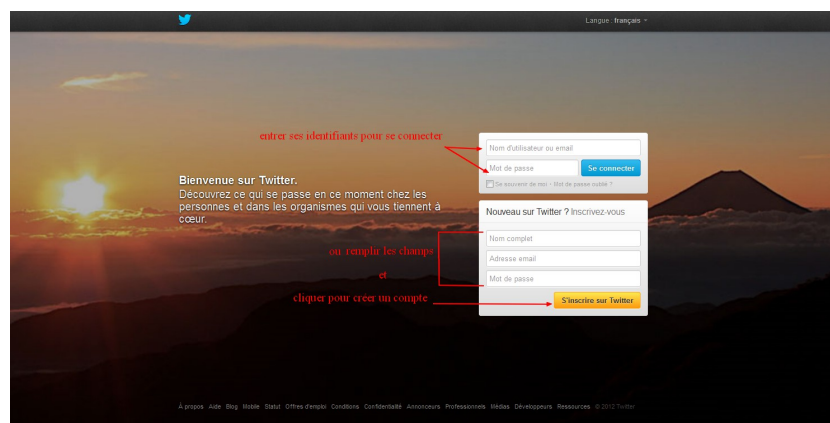 Langue : français
entrer ses identifiants pour se connecter
Nom d'utilisateur ou email
Mot de passe
Se connecter
Se souvenir de moi · Mot de passe oublié ?
Bienvenue sur Twitter.
Découvrez ce qui se passe en ce moment chez les
personnes et dans les organismes qui vous tiennent à
cœur.
Nouveau sur Twitter ? Inscrivez-vous
Nom complet
ou remplir les champs
Adresse email
Mot de passe
et
cliquer pour créer un compte
S'inscrire sur Twitter
À propos Aide Blog Mobile Statut Offres d'emploi Conditions Confidentialité Annonceurs Professionnels Médias Développeurs Ressources © 2012 Twitter